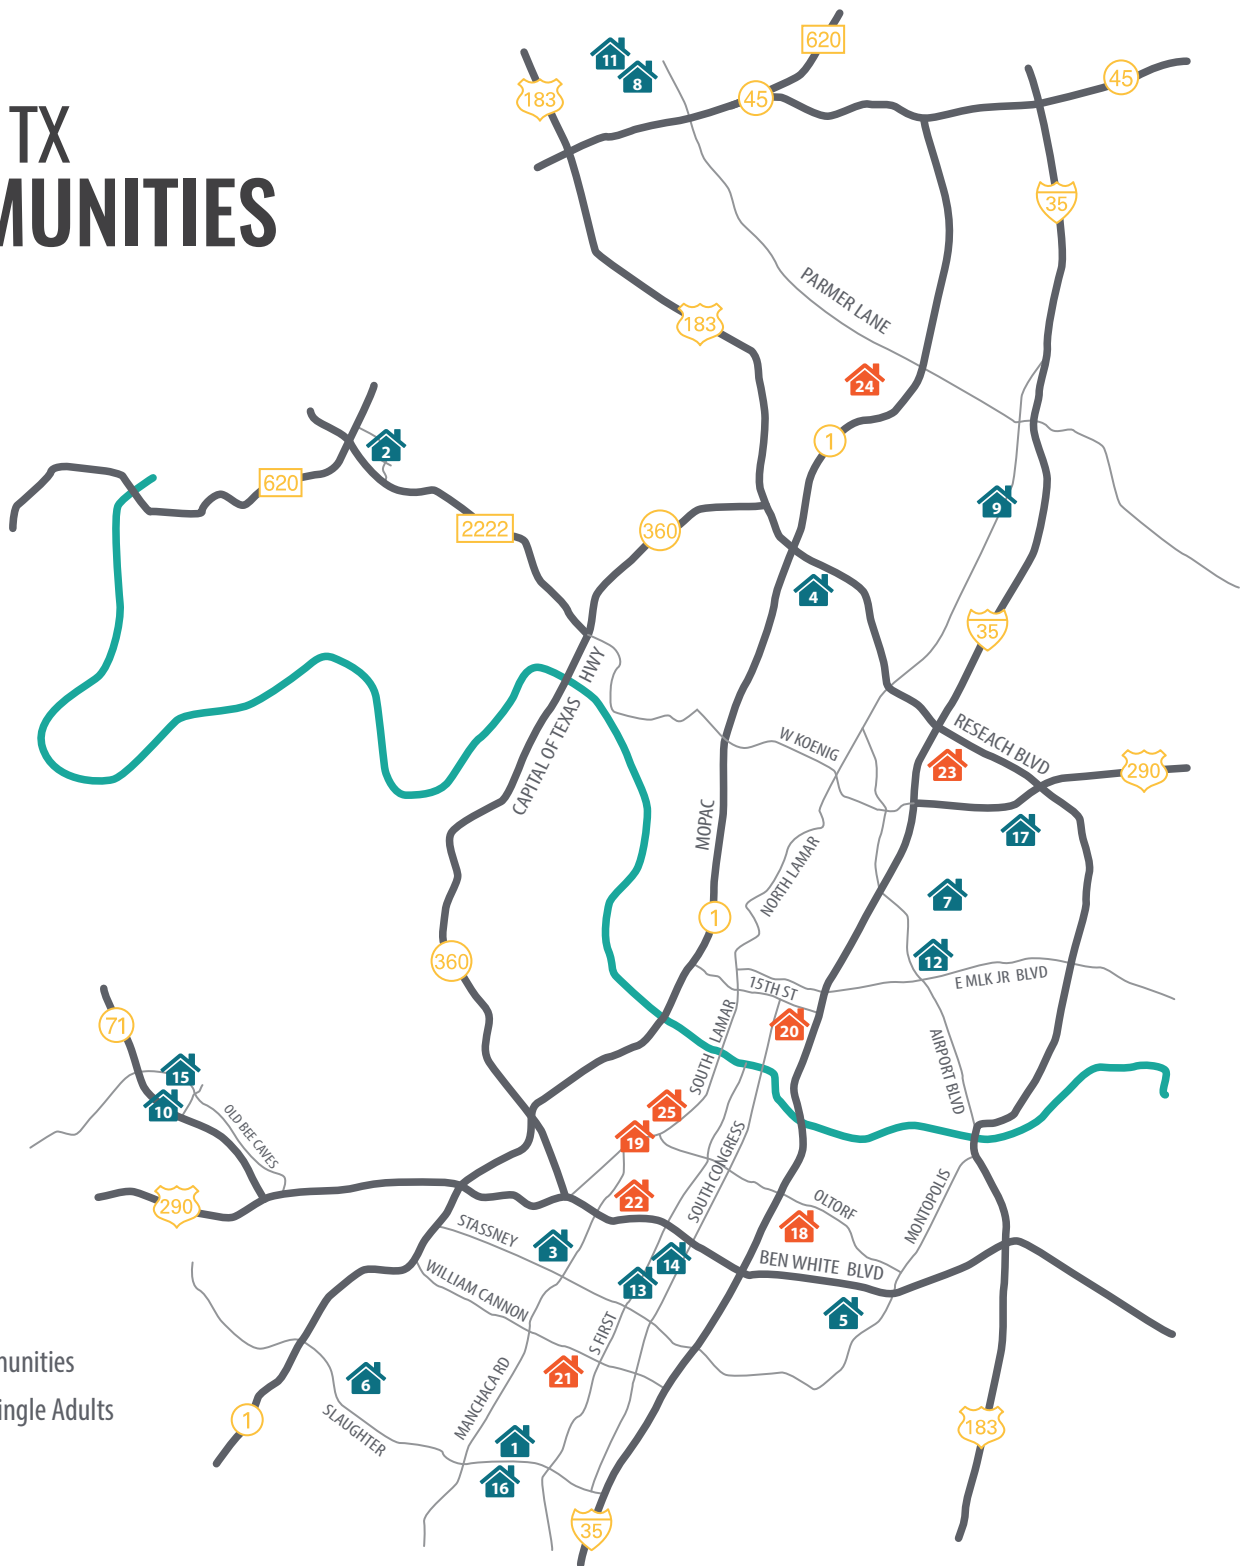 TX
MUNITIES
11
8
620
183
45
45
35
PARMER LANE
183
24
1
2
620
2222
360
9
4
35
CAPITAL OF TEXAS HWY
W KOENIG
RESEACH BLVD
23
290
MOPAC
17
NORTH LAMAR
7
1
12
360
E MLK JR BLVD
15TH ST
20
71
SOUTH LAMAR
AIRPORT BLVD
15
10
OLD BEE CAVES
25
19
SOUTH CONGRESS
290
22
OLTORF
MONTOPOLIS
18
STASSNEY
3
14
BEN WHITE BLVD
13
WILLIAM CANNON
5
S FIRST
munities
21
6
MANCHACA RD
ingle Adults
SLAUGHTER
1
1
183
16
35